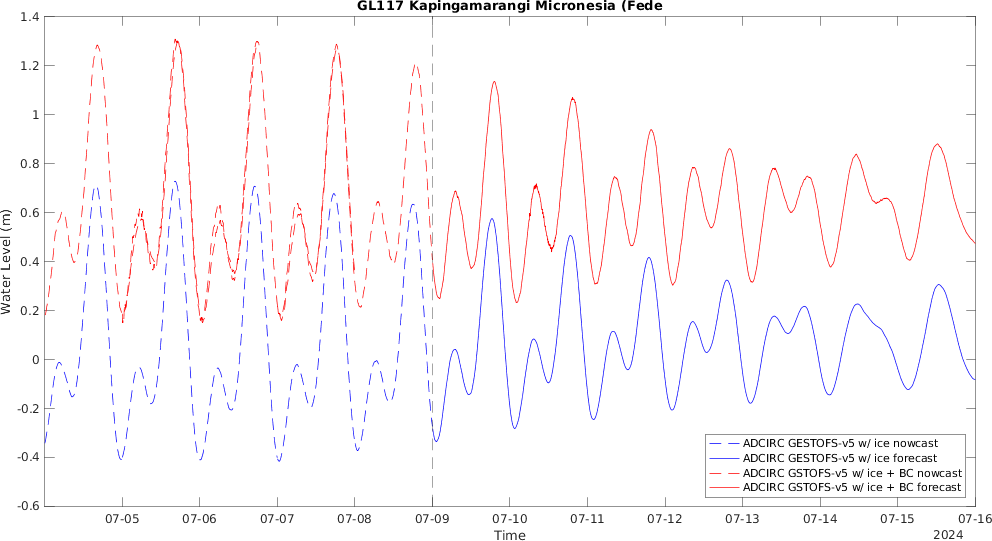 GL117 Kapingamarangi Micronesia (Fede
1.4
1.2
1
0.8
0.6
0.4
0.2
0
-0.2
-0.4
-0.6
Water Level (m)
07-05 07-06 07-07 07-08 07-09 07-10 07-11 07-12 07-13 07-14 07-15 07-16
Time
2024
ADCIRC GESTOFS-v5 w/ ice nowcast
ADCIRC GESTOFS-v5 w/ ice forecast
ADCIRC GSTOFS-v5 w/ ice + BC nowcast
ADCIRC GSTOFS-v5 w/ ice + BC forecast